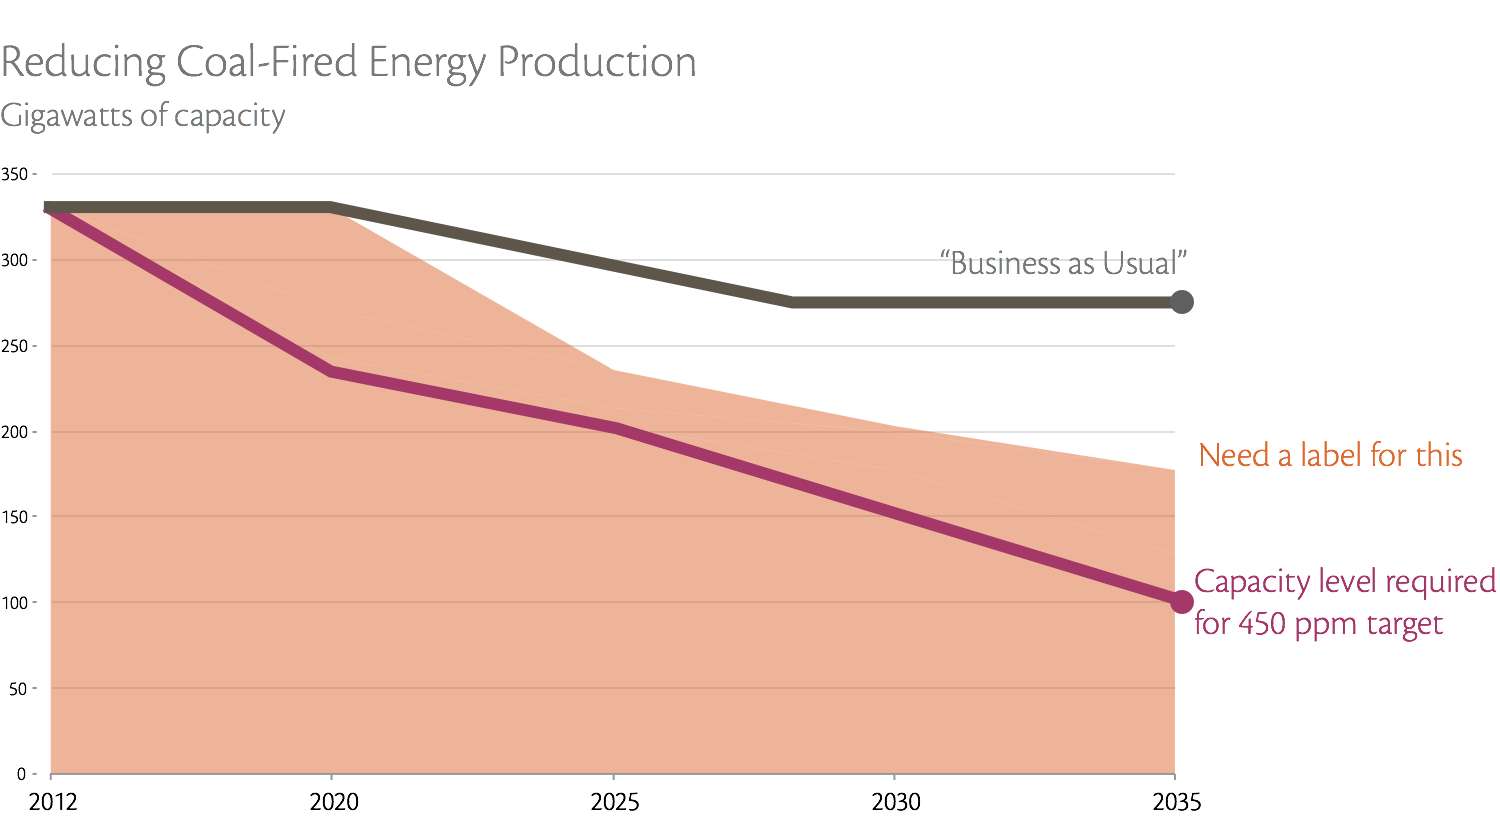 Reducing Coal-Fired Energy Production
Gigawatts of capacity
350
300
“Business as Usual”
250
200
Need a label for this
150
Capacity level required
100
for 450 ppm target
50
0
2012 2020 2025 2030 2035